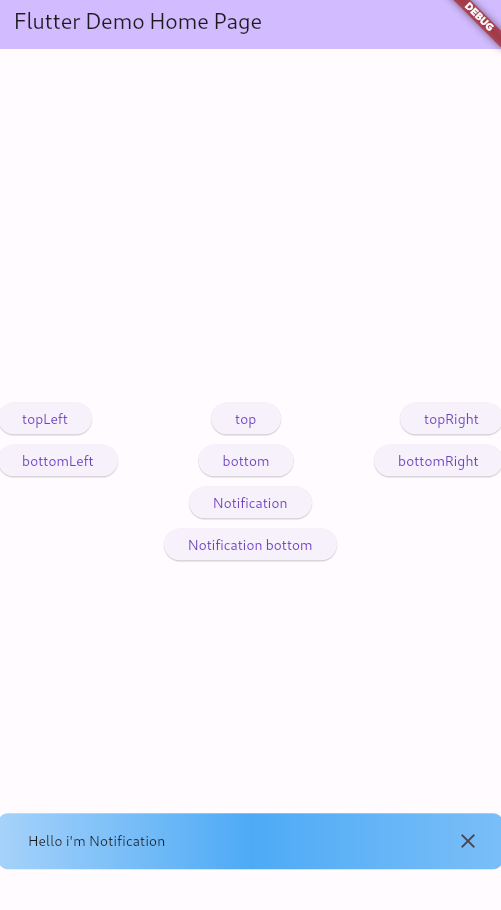 Flutter Demo Home Page
DEBUG
topLeft top topRight
bottomLeft bottom bottomRight
Notification
Notification bottom
Hello i'm Notification